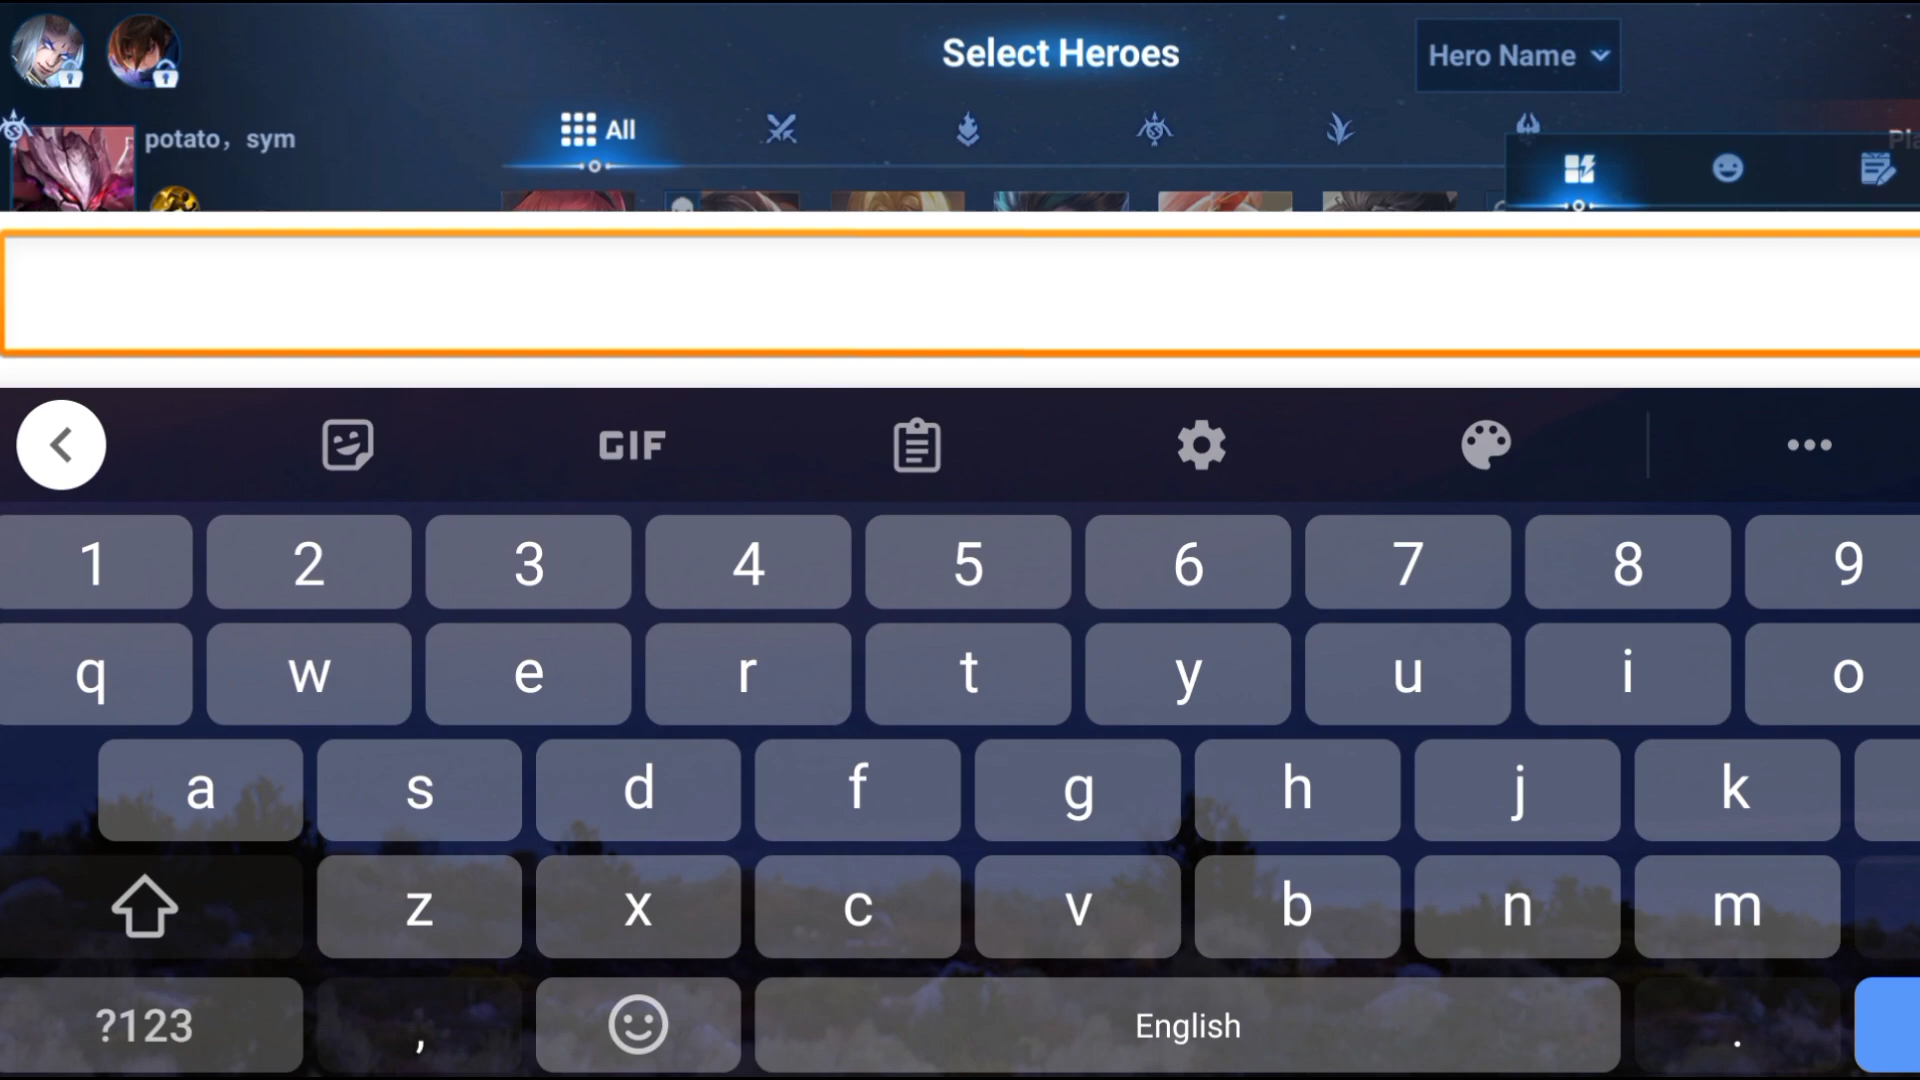 Select Heroes
Hero Name
potato, sym
All
GIF
1 2 3 4 5 6 7 8 9
q w e r t y u i o
a s d f g h j k
z x c v b n m
?123 , English .